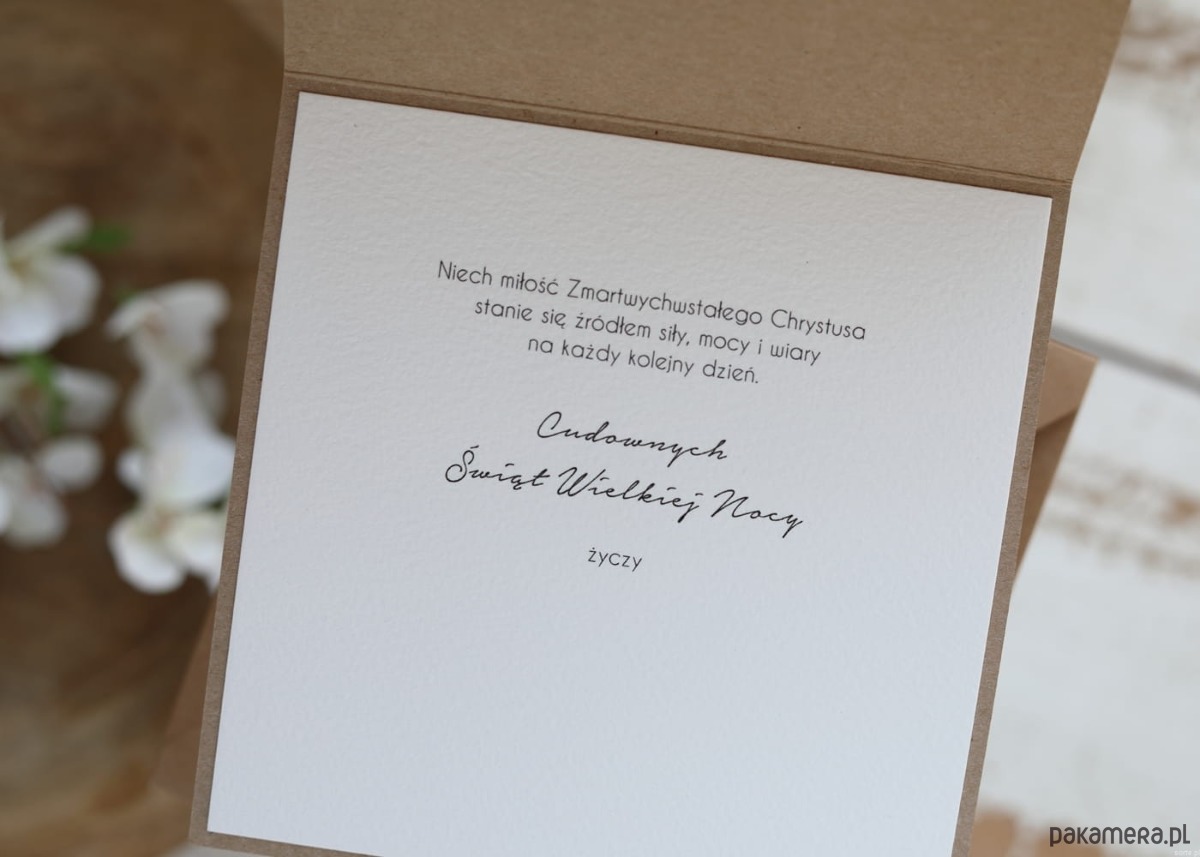 Niech miłość Zmartwychwstałego Chrystusa
stanie się źródłem siły, mocy i wiary
na każdy kolejny dzień.
Cudownych
Świąt Wielkiej Nocy
życzy
pakamera.pl